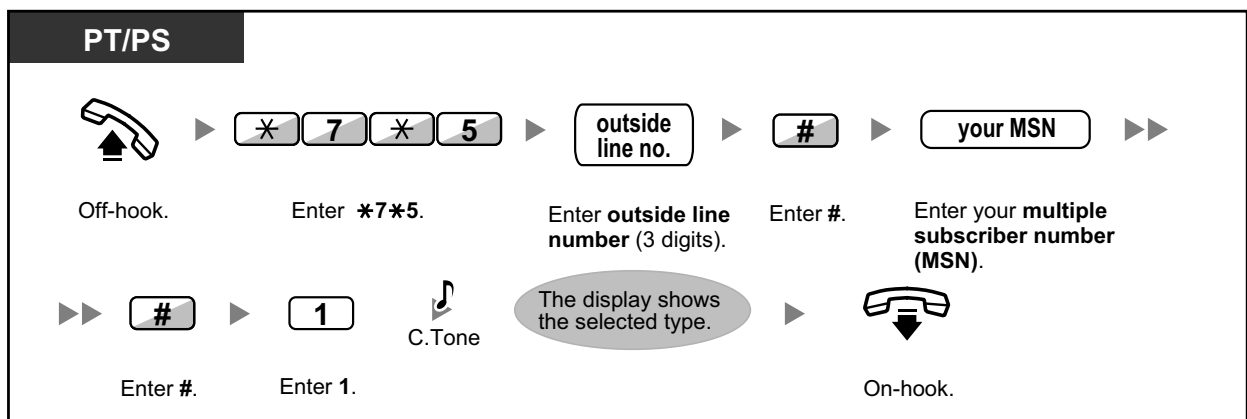 PT/PS
✳ 7 ✳ 5
outside
line no.
#
your MSN
Off-hook.
Enter ✳7✳5.
Enter outside line
number (3 digits).
Enter #.
Enter your multiple
subscriber number
(MSN).
#
1
C.Tone
The display shows
the selected type.
Enter #.
Enter 1.
On-hook.